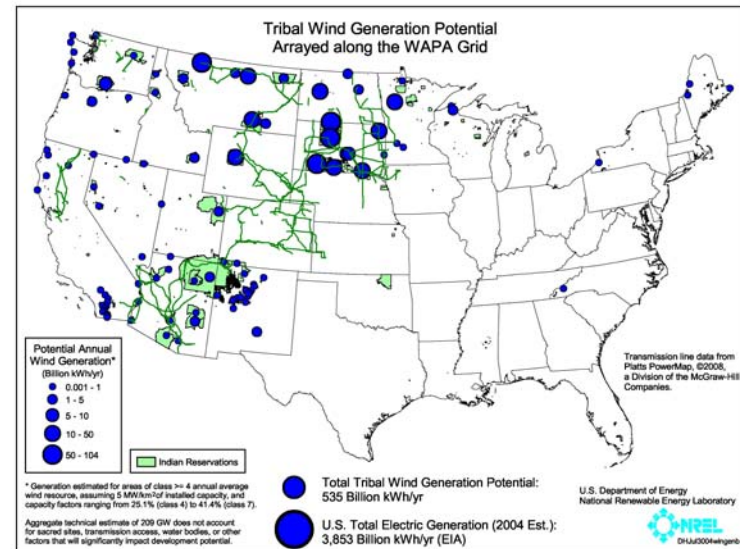 Tribal Wind Generation Potential
Arrayed along the WAPA Grid
Potential Annual
Wind Generation*
(Billion kWh/yr)
0.001 - 1
1 - 5
5 - 10
10 - 50
50 - 104
Indian Reservations
Transmission line data from
Platts PowerMap, ©2008,
a Division of the McGraw-Hill
Companies.
* Generation estimated for areas of class >= 4 annual average
wind resource, assuming 5 MW/km² of installed capacity, and
capacity factors ranging from 25.1% (class 4) to 41.4% (class 7).
Aggregate technical estimate of 209 GW does not account
for sacred sites, transmission access, water bodies, or other
factors that will significantly impact development potential.
Total Tribal Wind Generation Potential:
535 Billion kWh/yr
U.S. Total Electric Generation (2004 Est.):
3,853 Billion kWh/yr (EIA)
U.S. Department of Energy
National Renewable Energy Laboratory
NREL